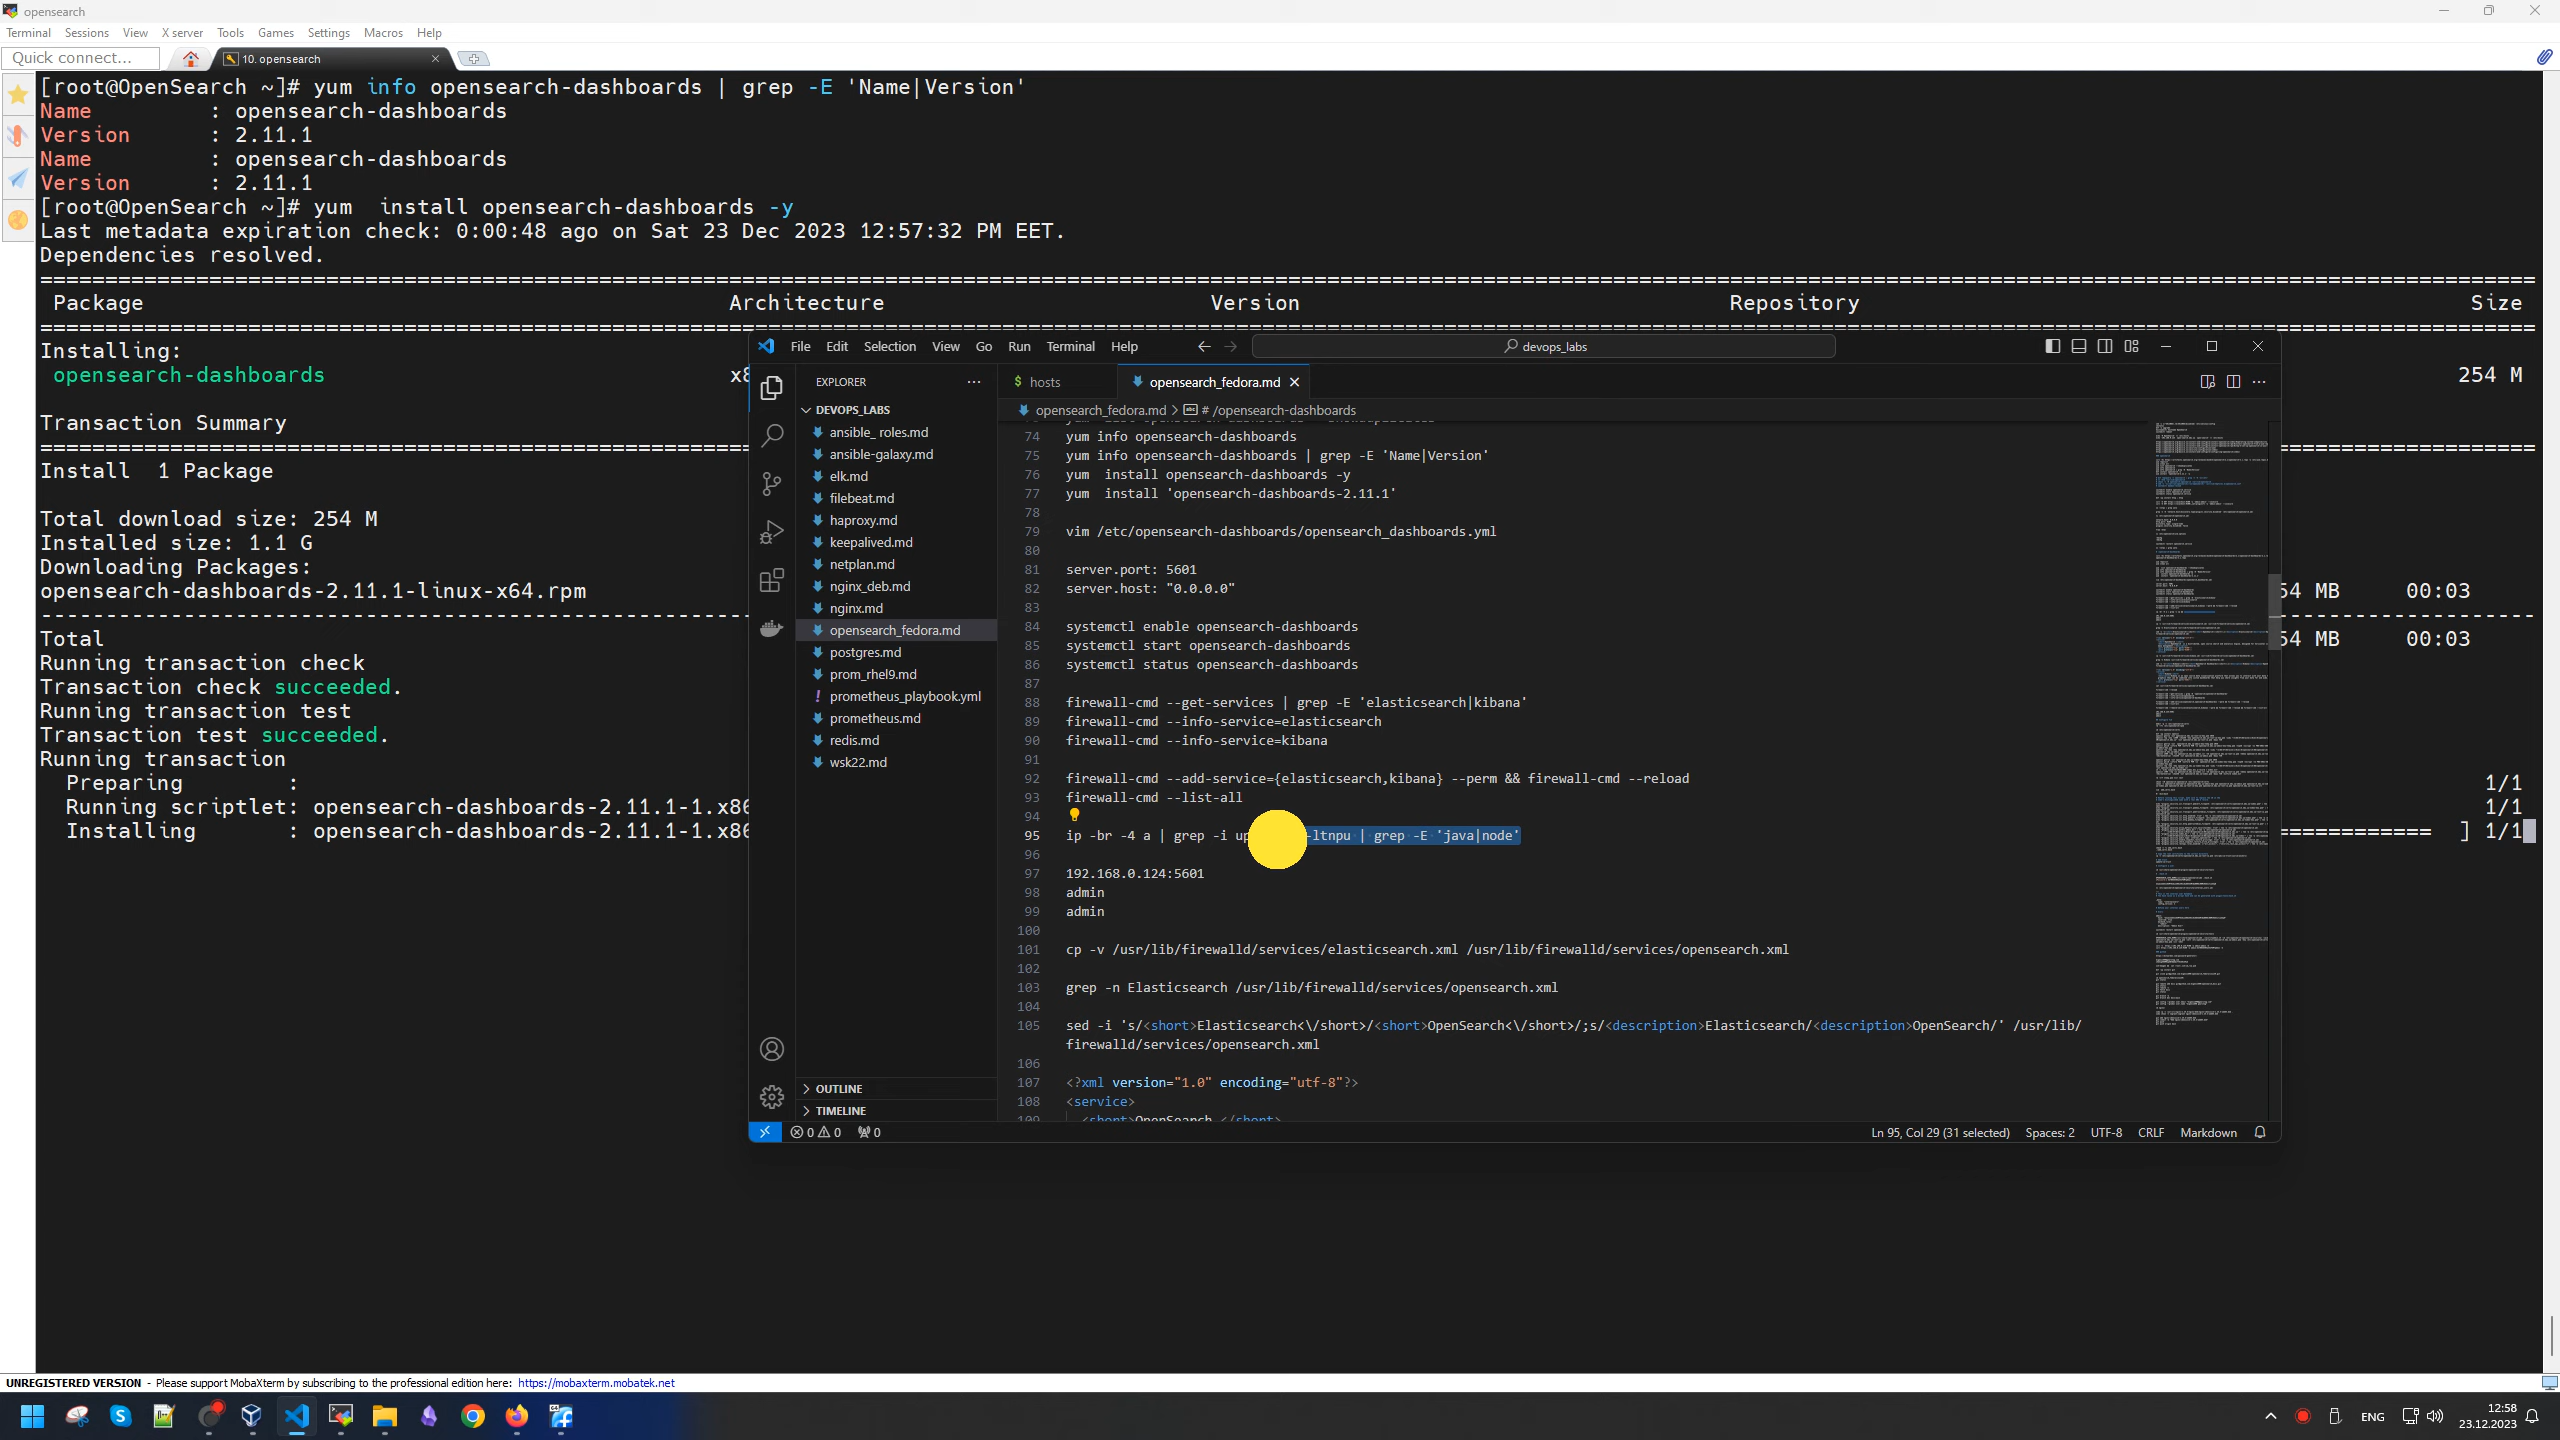 opensearch
Terminal Sessions View X server Tools Games Settings Macros Help
Quick connect...
10. opensearch
[root@OpenSearch ~]# yum info opensearch-dashboards | grep -E 'Name|Version'
Name : opensearch-dashboards
Version : 2.11.1
Name : opensearch-dashboards
Version : 2.11.1
[root@OpenSearch ~]# yum  install opensearch-dashboards -y
Last metadata expiration check: 0:00:48 ago on Sat 23 Dec 2023 12:57:32 PM EET.
Dependencies resolved.
Package Architecture Version Repository Size
Installing:
opensearch-dashboards x8 254 M
Transaction Summary
Install  1 Package
Total download size: 254 M
Installed size: 1.1 G
Downloading Packages:
opensearch-dashboards-2.11.1-linux-x64.rpm 54 MB 00:03
Total 54 MB 00:03
Running transaction check
Transaction check succeeded.
Running transaction test
Transaction test succeeded.
Running transaction
Preparing : 1/1
Running scriptlet: opensearch-dashboards-2.11.1-1.x86 1/1
Installing : opensearch-dashboards-2.11.1-1.x86 =========== ] 1/1
File Edit Selection View Go Run Terminal Help
devops_labs
EXPLORER
DEVOPS_LABS
ansible_ roles.md
ansible-galaxy.md
elk.md
filebeat.md
haproxy.md
keepalived.md
netplan.md
nginx_deb.md
nginx.md
opensearch_fedora.md
postgres.md
prom_rhel9.md
! prometheus_playbook.yml
prometheus.md
redis.md
wsk22.md
OUTLINE
TIMELINE
$ hosts
opensearch_fedora.md
opensearch_fedora.md > # /opensearch-dashboards
74 yum info opensearch-dashboards
75 yum info opensearch-dashboards | grep -E 'Name|Version'
76 yum  install opensearch-dashboards -y
77 yum  install 'opensearch-dashboards-2.11.1'
78
79 vim /etc/opensearch-dashboards/opensearch_dashboards.yml
80
81 server.port: 5601
82 server.host: "0.0.0.0"
83
84 systemctl enable opensearch-dashboards
85 systemctl start opensearch-dashboards
86 systemctl status opensearch-dashboards
87
88 firewall-cmd --get-services | grep -E 'elasticsearch|kibana'
89 firewall-cmd --info-service=elasticsearch
90 firewall-cmd --info-service=kibana
91
92 firewall-cmd --add-service={elasticsearch,kibana} --perm && firewall-cmd --reload
93 firewall-cmd --list-all
94
95 ip -br -4 a | grep -i up -ltnpu | grep -E 'java|node'
96
97 192.168.0.124:5601
98 admin
99 admin
100
101 cp -v /usr/lib/firewalld/services/elasticsearch.xml /usr/lib/firewalld/services/opensearch.xml
102
103 grep -n Elasticsearch /usr/lib/firewalld/services/opensearch.xml
104
105 sed -i 's/<short>Elasticsearch<\/short>/<short>OpenSearch<\/short>/;s/<description>Elasticsearch/<description>OpenSearch/' /usr/lib/
firewalld/services/opensearch.xml
106
107 <?xml version="1.0" encoding="utf-8"?>
108 <service>
109 <short>OpenSearch </short>
0 0 0
Ln 95, Col 29 (31 selected) Spaces: 2 UTF-8 CRLF Markdown
UNREGISTERED VERSION - Please support MobaXterm by subscribing to the professional edition here: https://mobaxterm.mobatek.net
ENG
12:58
23.12.2023